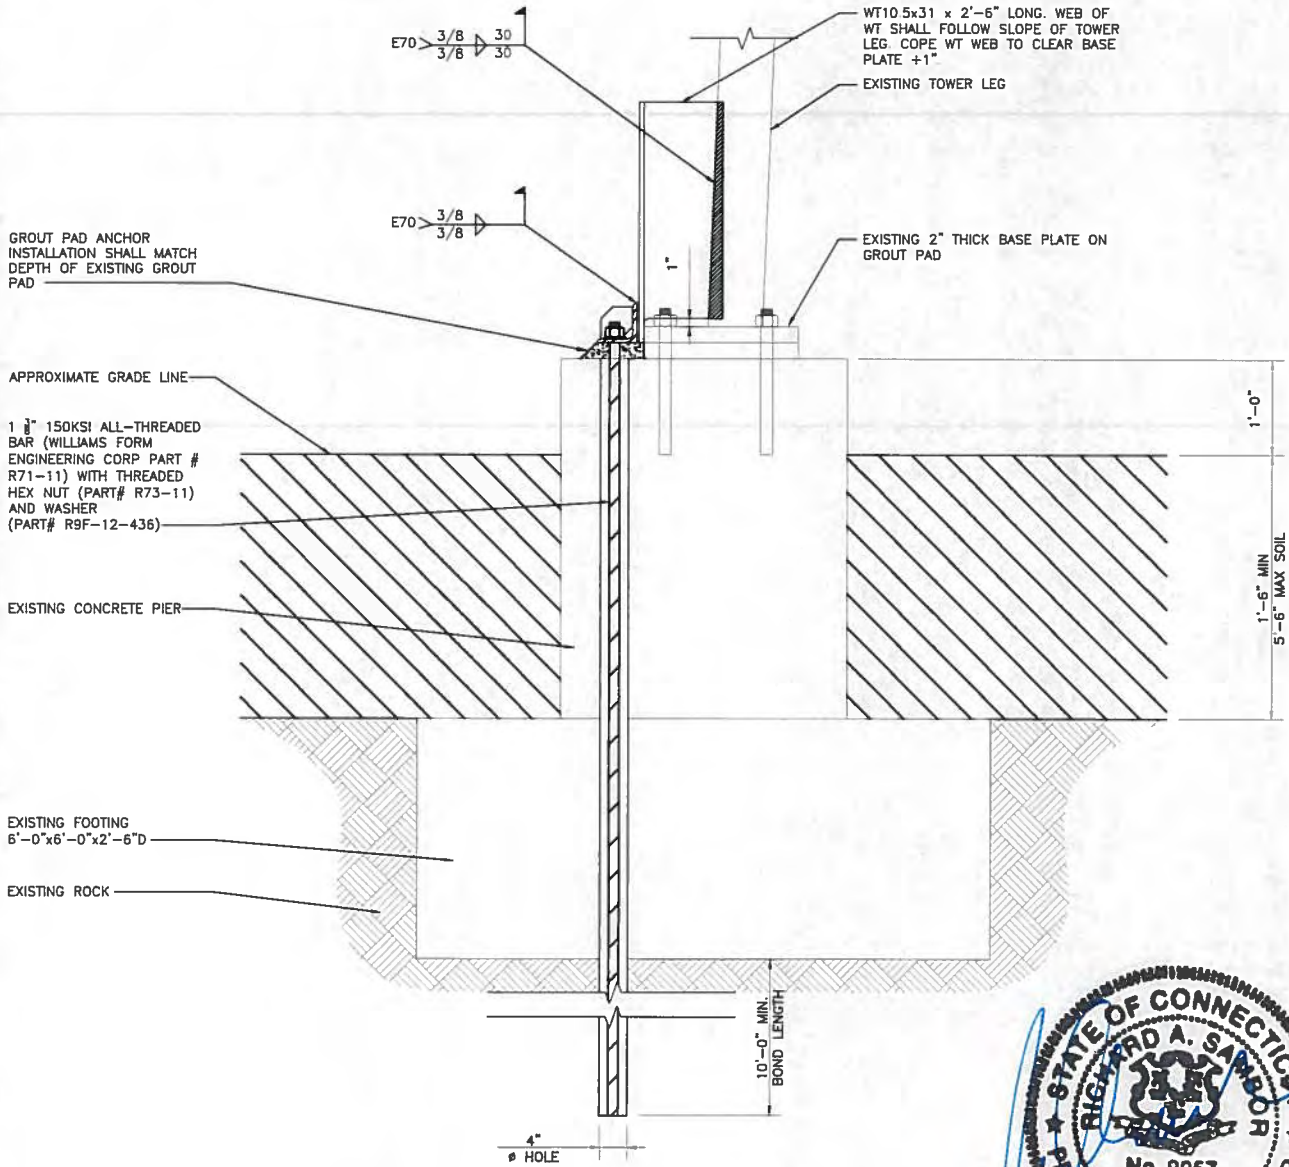 E70 3/8 30
3/8 30
WT10.5x31 x 2'-6" LONG. WEB OF
WT SHALL FOLLOW SLOPE OF TOWER
LEG. COPE WT WEB TO CLEAR BASE
PLATE +1"
EXISTING TOWER LEG
E70 3/8
3/8
GROUT PAD ANCHOR
INSTALLATION SHALL MATCH
DEPTH OF EXISTING GROUT
PAD
1"
EXISTING 2" THICK BASE PLATE ON
GROUT PAD
APPROXIMATE GRADE LINE
1'-0"
1 3/8" 150KSI ALL-THREADED
BAR (WILLIAMS FORM
ENGINEERING CORP PART #
R71-11) WITH THREADED
HEX NUT (PART# R73-11)
AND WASHER
(PART# R9F-12-436)
1'-6" MIN
5'-6" MAX SOIL
EXISTING CONCRETE PIER
EXISTING FOOTING
6'-0"x6'-0"x2'-6"D
EXISTING ROCK
10'-0" MIN.
BOND LENGTH
4"
ø HOLE
STATE OF CONNECTICU
RICHARD A. SAMBOR